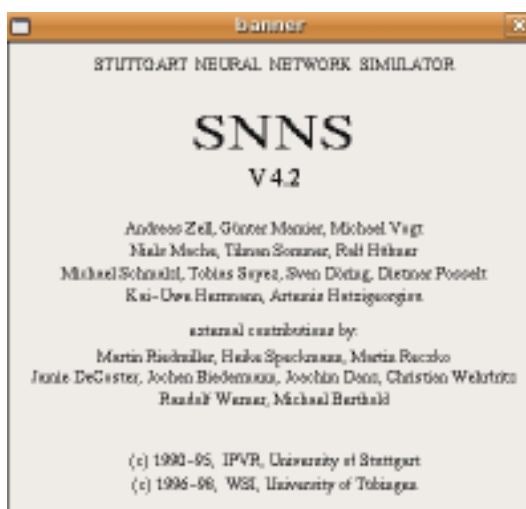 banner
STUTTGART NEURAL NETWORK SIMULATOR
SNNS
V 4.2
Andreas Zell, Günter Mamier, Michael Vogt
Niels Mache, Tilman Sommer, Ralf Hübner
Michael Schmalzl, Tobias Soyez, Sven Döring, Dietmar Posselt
Kai-Uwe Herrmann, Artemis Hatzigeorgiou
external contributions by:
Martin Riedmiller, Heike Speckmann, Martin Reczko
Jamie DeCoster, Jochen Biedermann, Joachim Danz, Christian Wehrfritz
Randolf Werner, Michael Berthold
(c) 1990-95, IPVR, University of Stuttgart
(c) 1996-98, WSI, University of Tübingen